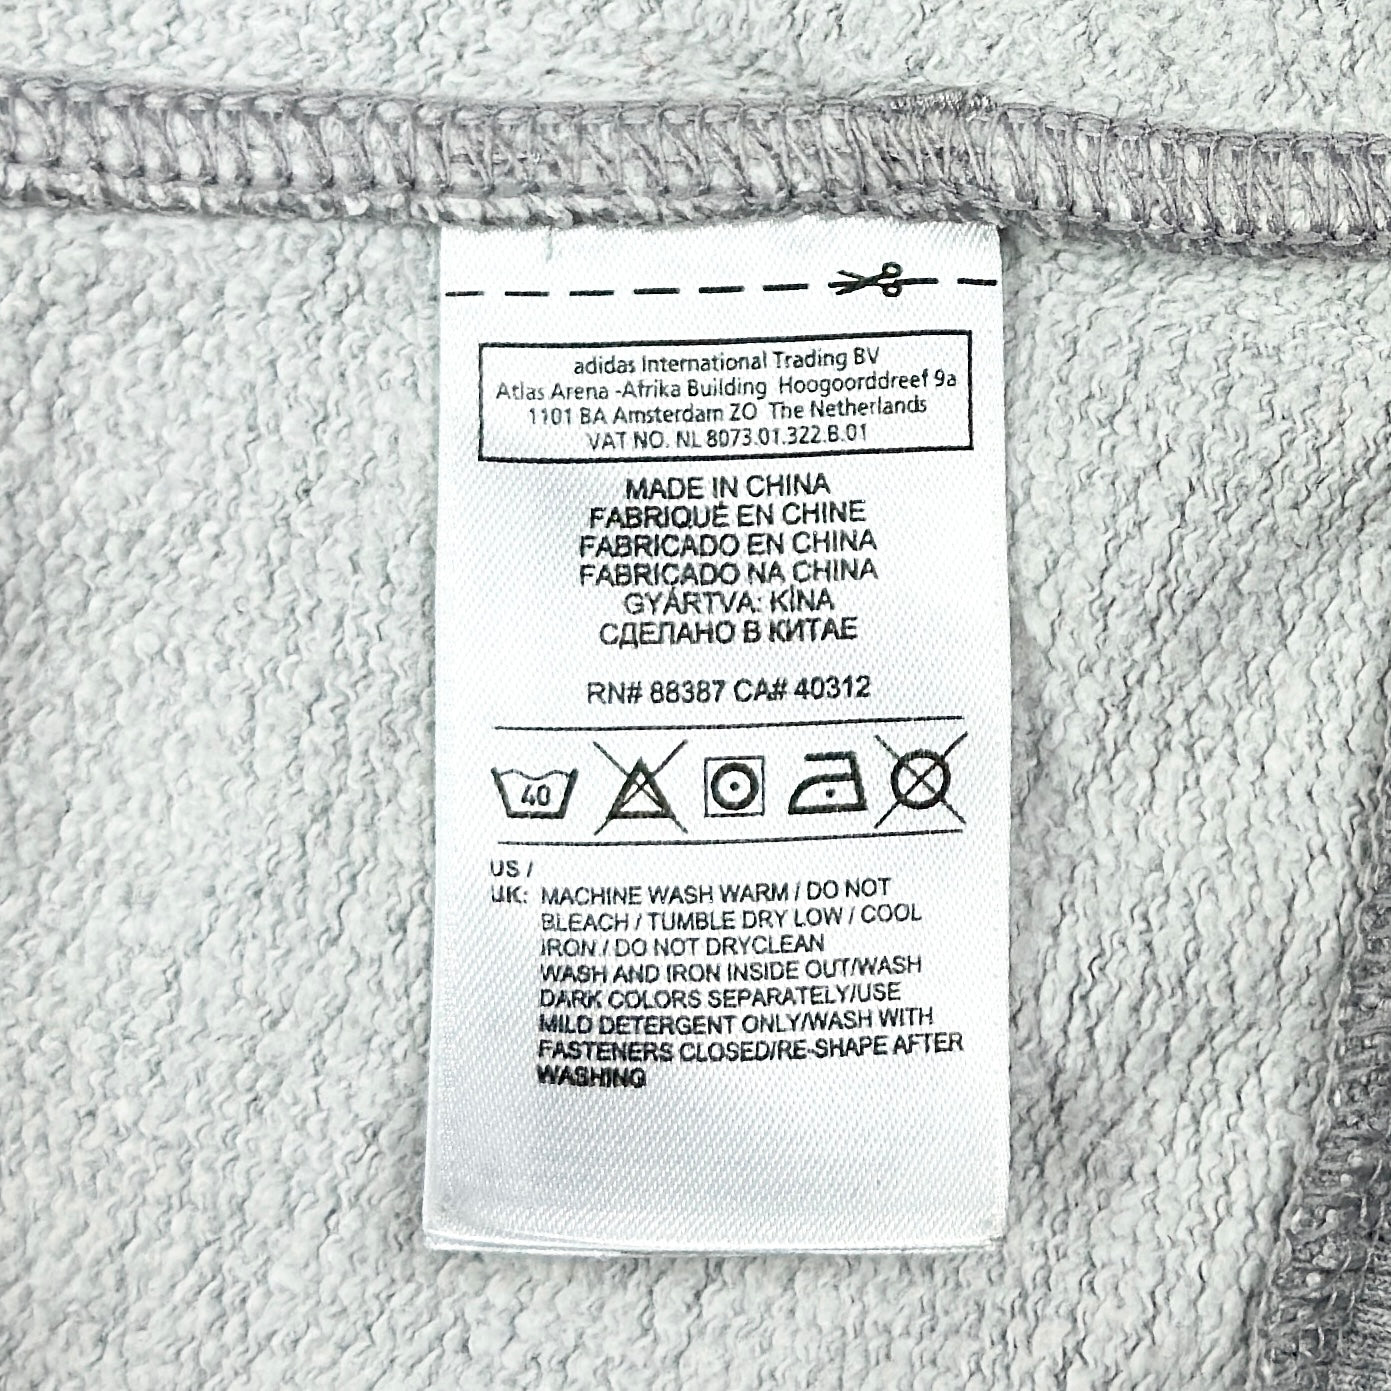 adidas International Trading BV
Atlas Arena -Afrika Building Hoogoorddreef 9a
1101 BA Amsterdam ZO The Netherlands
VAT NO. NL 8073.01.322.B.01
MADE IN CHINA
FABRIQUÉ EN CHINE
FABRICADO EN CHINA
FABRICADO NA CHINA
GYÁRTVA: KÍNA
СДЕЛАНО В КИТАЕ
RN# 88387 CA# 40312
40
US /
UK: MACHINE WASH WARM / DO NOT
BLEACH / TUMBLE DRY LOW / COOL
IRON / DO NOT DRYCLEAN
WASH AND IRON INSIDE OUT/WASH
DARK COLORS SEPARATELY/USE
MILD DETERGENT ONLY/WASH WITH
FASTENERS CLOSED/RE-SHAPE AFTER
WASHING